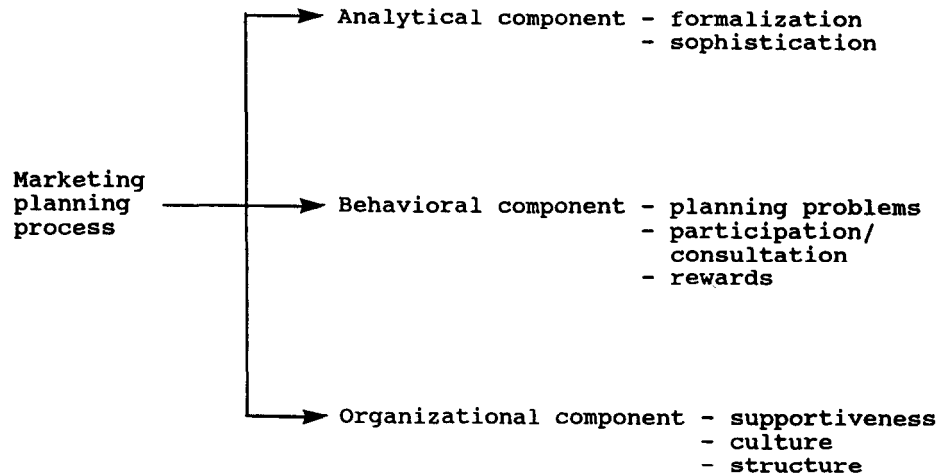 Analytical component - formalization
- sophistication
Marketing
planning
process
Behavioral component - planning problems
- participation/
consultation
- rewards
Organizational component - supportiveness
- culture
- structure